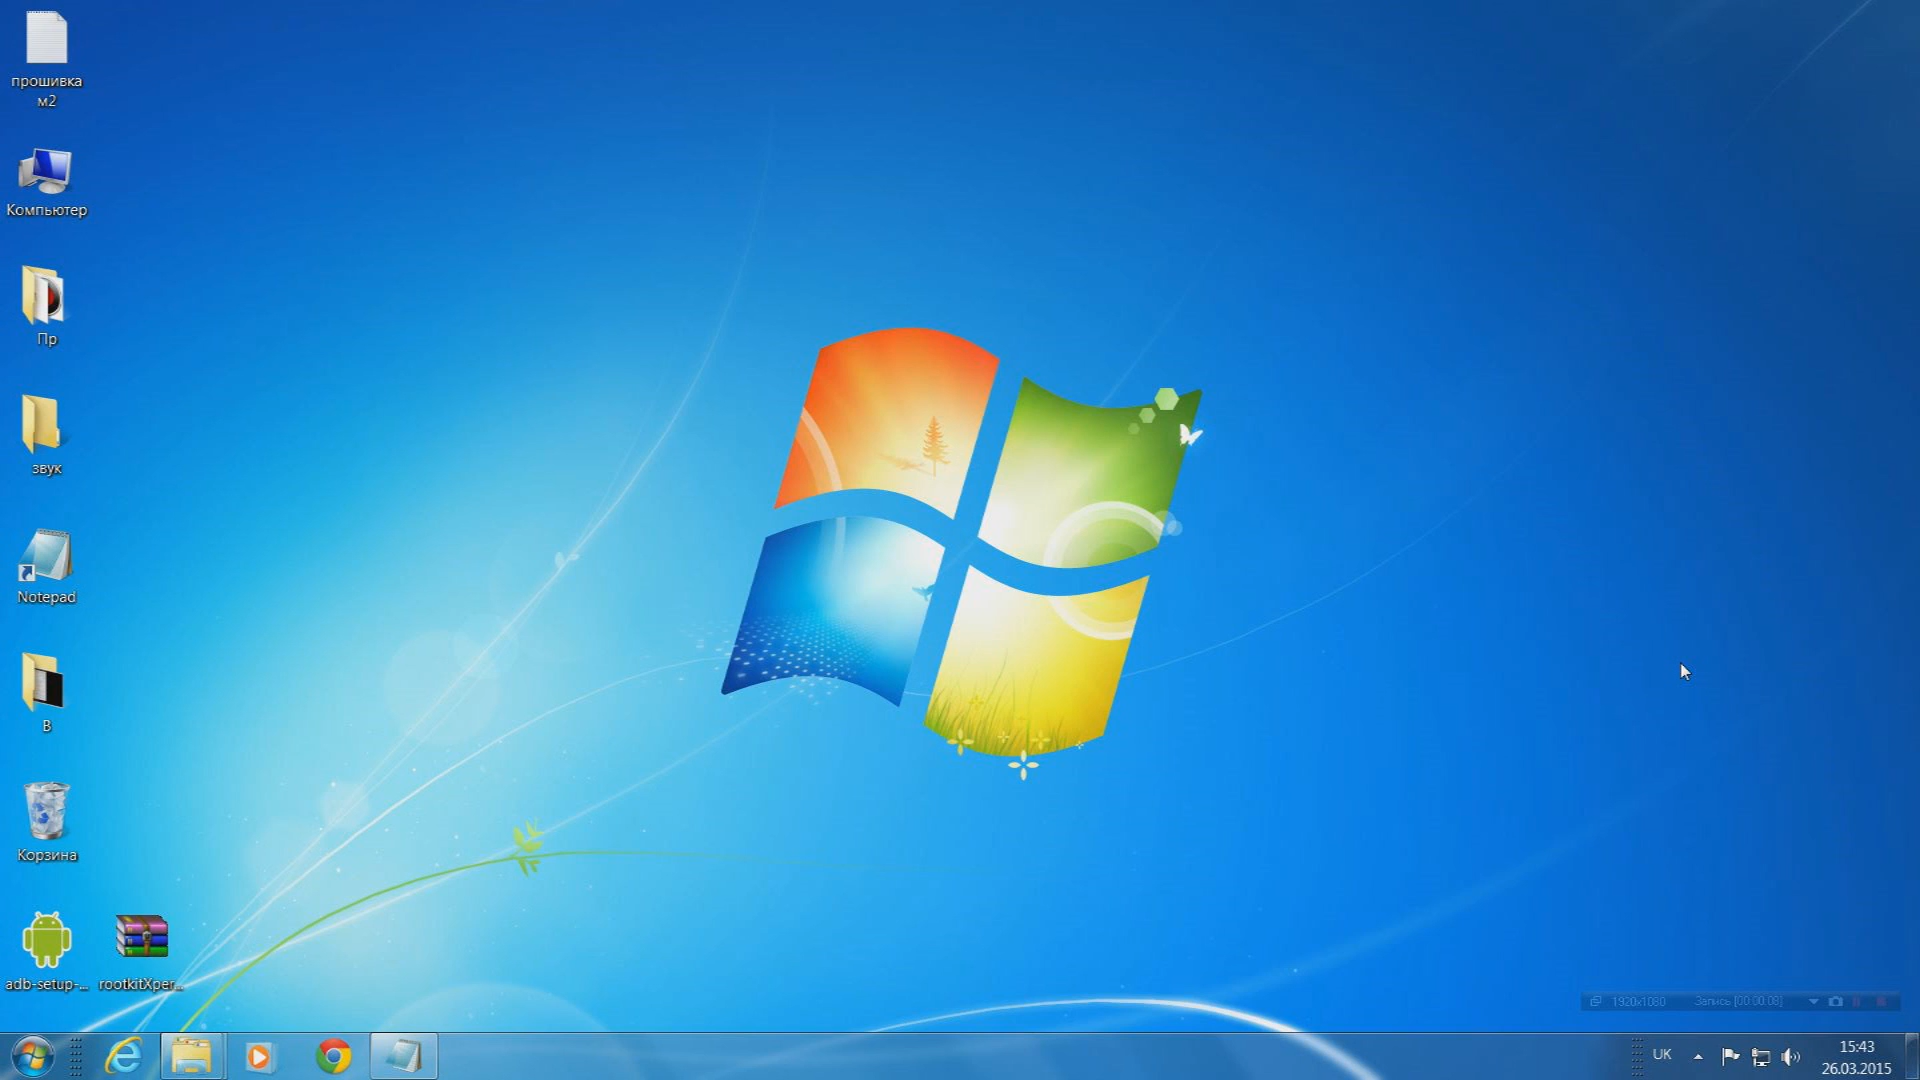 прошивка
м2
Компьютер
Пр
звук
Notepad
В
Корзина
adb-setup-...
rootkitXper...
1920x1080
Запись [00:00:08]
UK
15:43
26.03.2015